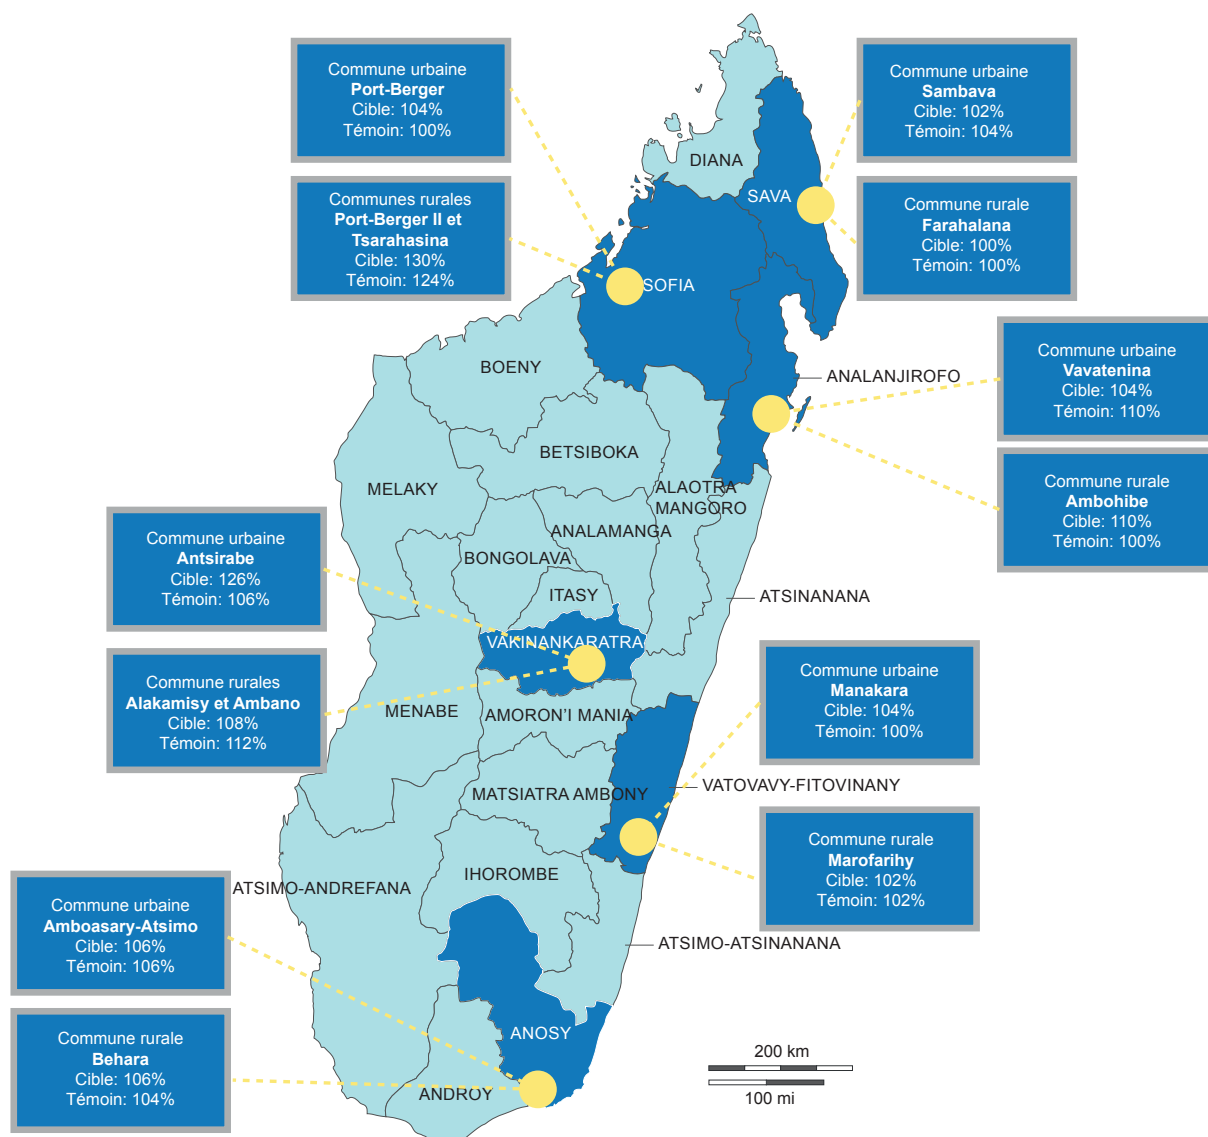 Commune urbaine
Port-Berger
Cible: 104%
Témoin: 100%
Communes rurales
Port-Berger II et
Tsarahasina
Cible: 130%
Témoin: 124%
Commune urbaine
Sambava
Cible: 102%
Témoin: 104%
Commune rurale
Farahalana
Cible: 100%
Témoin: 100%
Commune urbaine
Vavatenina
Cible: 104%
Témoin: 110%
Commune rurale
Ambohibe
Cible: 110%
Témoin: 100%
Commune urbaine
Antsirabe
Cible: 126%
Témoin: 106%
Commune rurales
Alakamisy et Ambano
Cible: 108%
Témoin: 112%
Commune urbaine
Manakara
Cible: 104%
Témoin: 100%
Commune rurale
Marofarihy
Cible: 102%
Témoin: 102%
Commune urbaine
Amboasary-Atsimo
Cible: 106%
Témoin: 106%
Commune rurale
Behara
Cible: 106%
Témoin: 104%
DIANA
SAVA
SOFIA
BOENY
ANALANJIROFO
BETSIBOKA
MELAKY
ALAOTRA
MANGORO
ANALAMANGA
BONGOLAVA
ITASY
ATSINANANA
VAKINANKARATRA
MENABE
AMORON'I MANIA
MATSIATRA AMBONY
VATOVAVY-FITOVINANY
IHOROMBE
ATSIMO-ANDREFANA
ATSIMO-ATSINANANA
ANOSY
ANDROY
200 km
100 mi